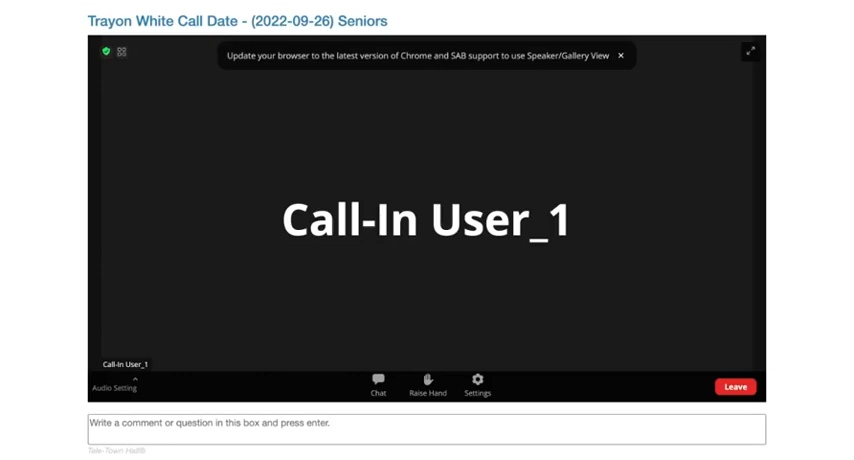 Trayon White Call Date - (2022-09-26) Seniors
Update your browser to the latest version of Chrome and SAB support to use Speaker/Gallery View ×
Call-In User_1
Call-In User_1
Audio Setting
Chat
Raise Hand
Settings
Leave
Write a comment or question in this box and press enter.
Tele-Town Hall®